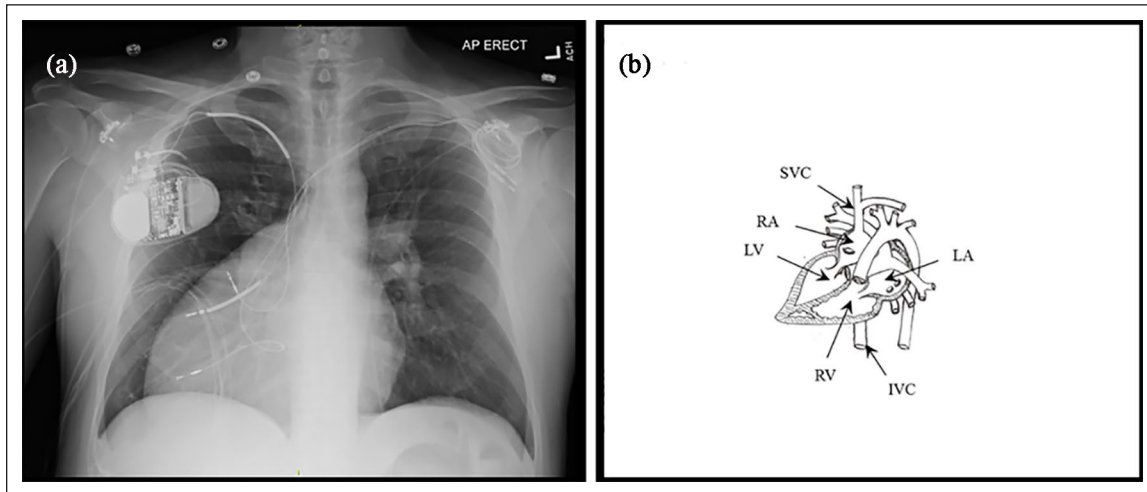 (a)
AP ERECT
L
ACH
(b)
SVC
RA
LV
LA
RV
IVC